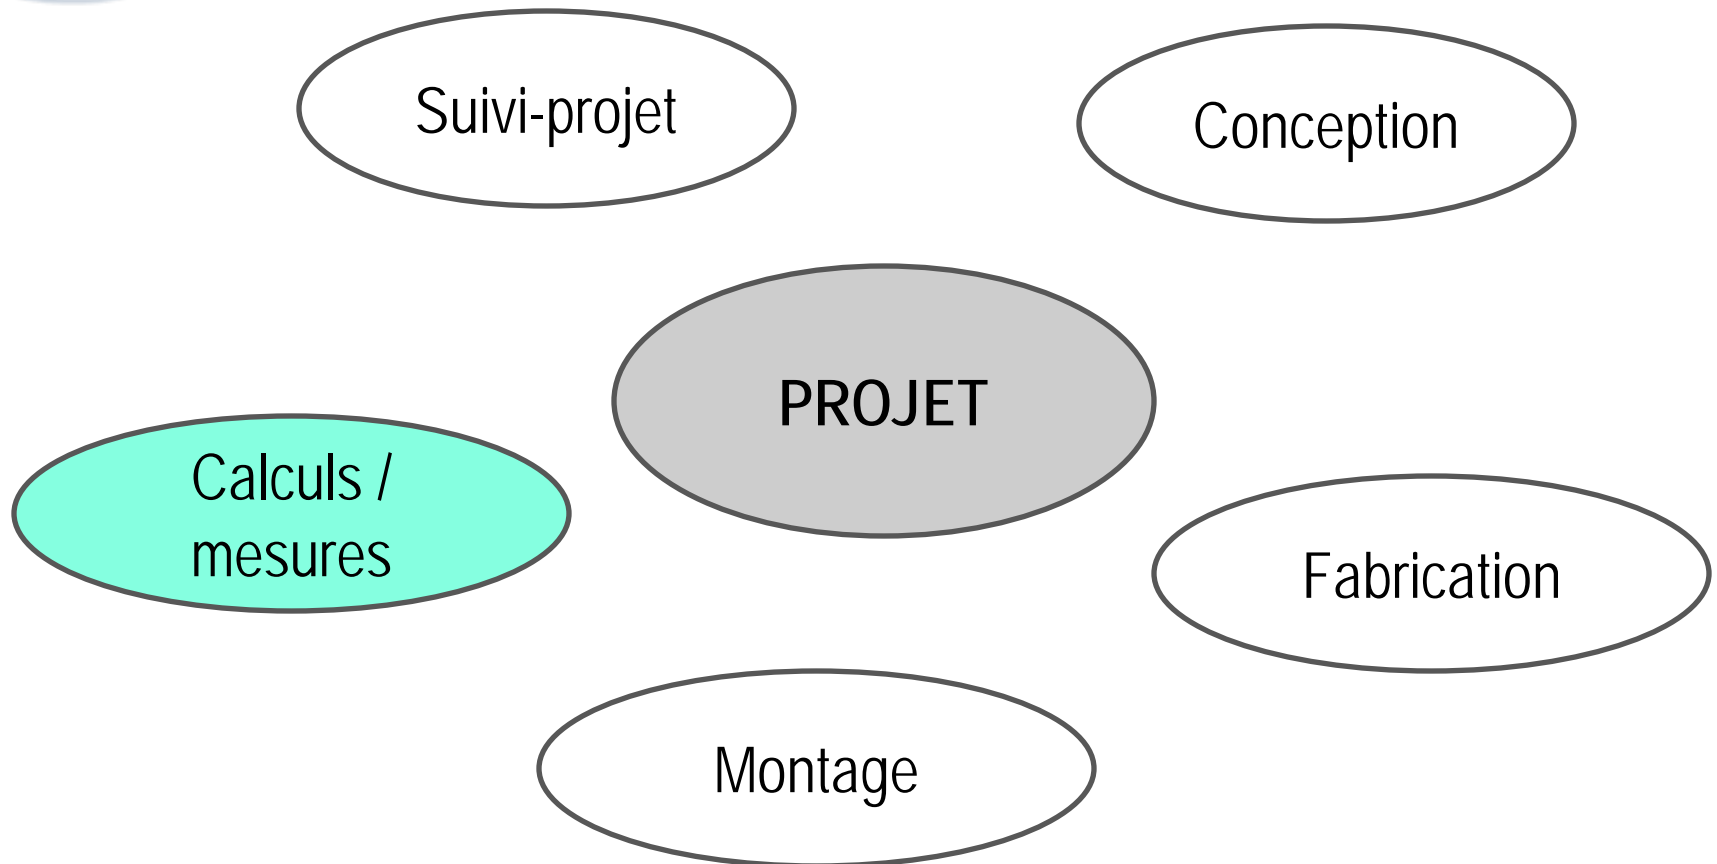 Suivi-projet
Conception
PROJET
Calculs /
mesures
Fabrication
Montage